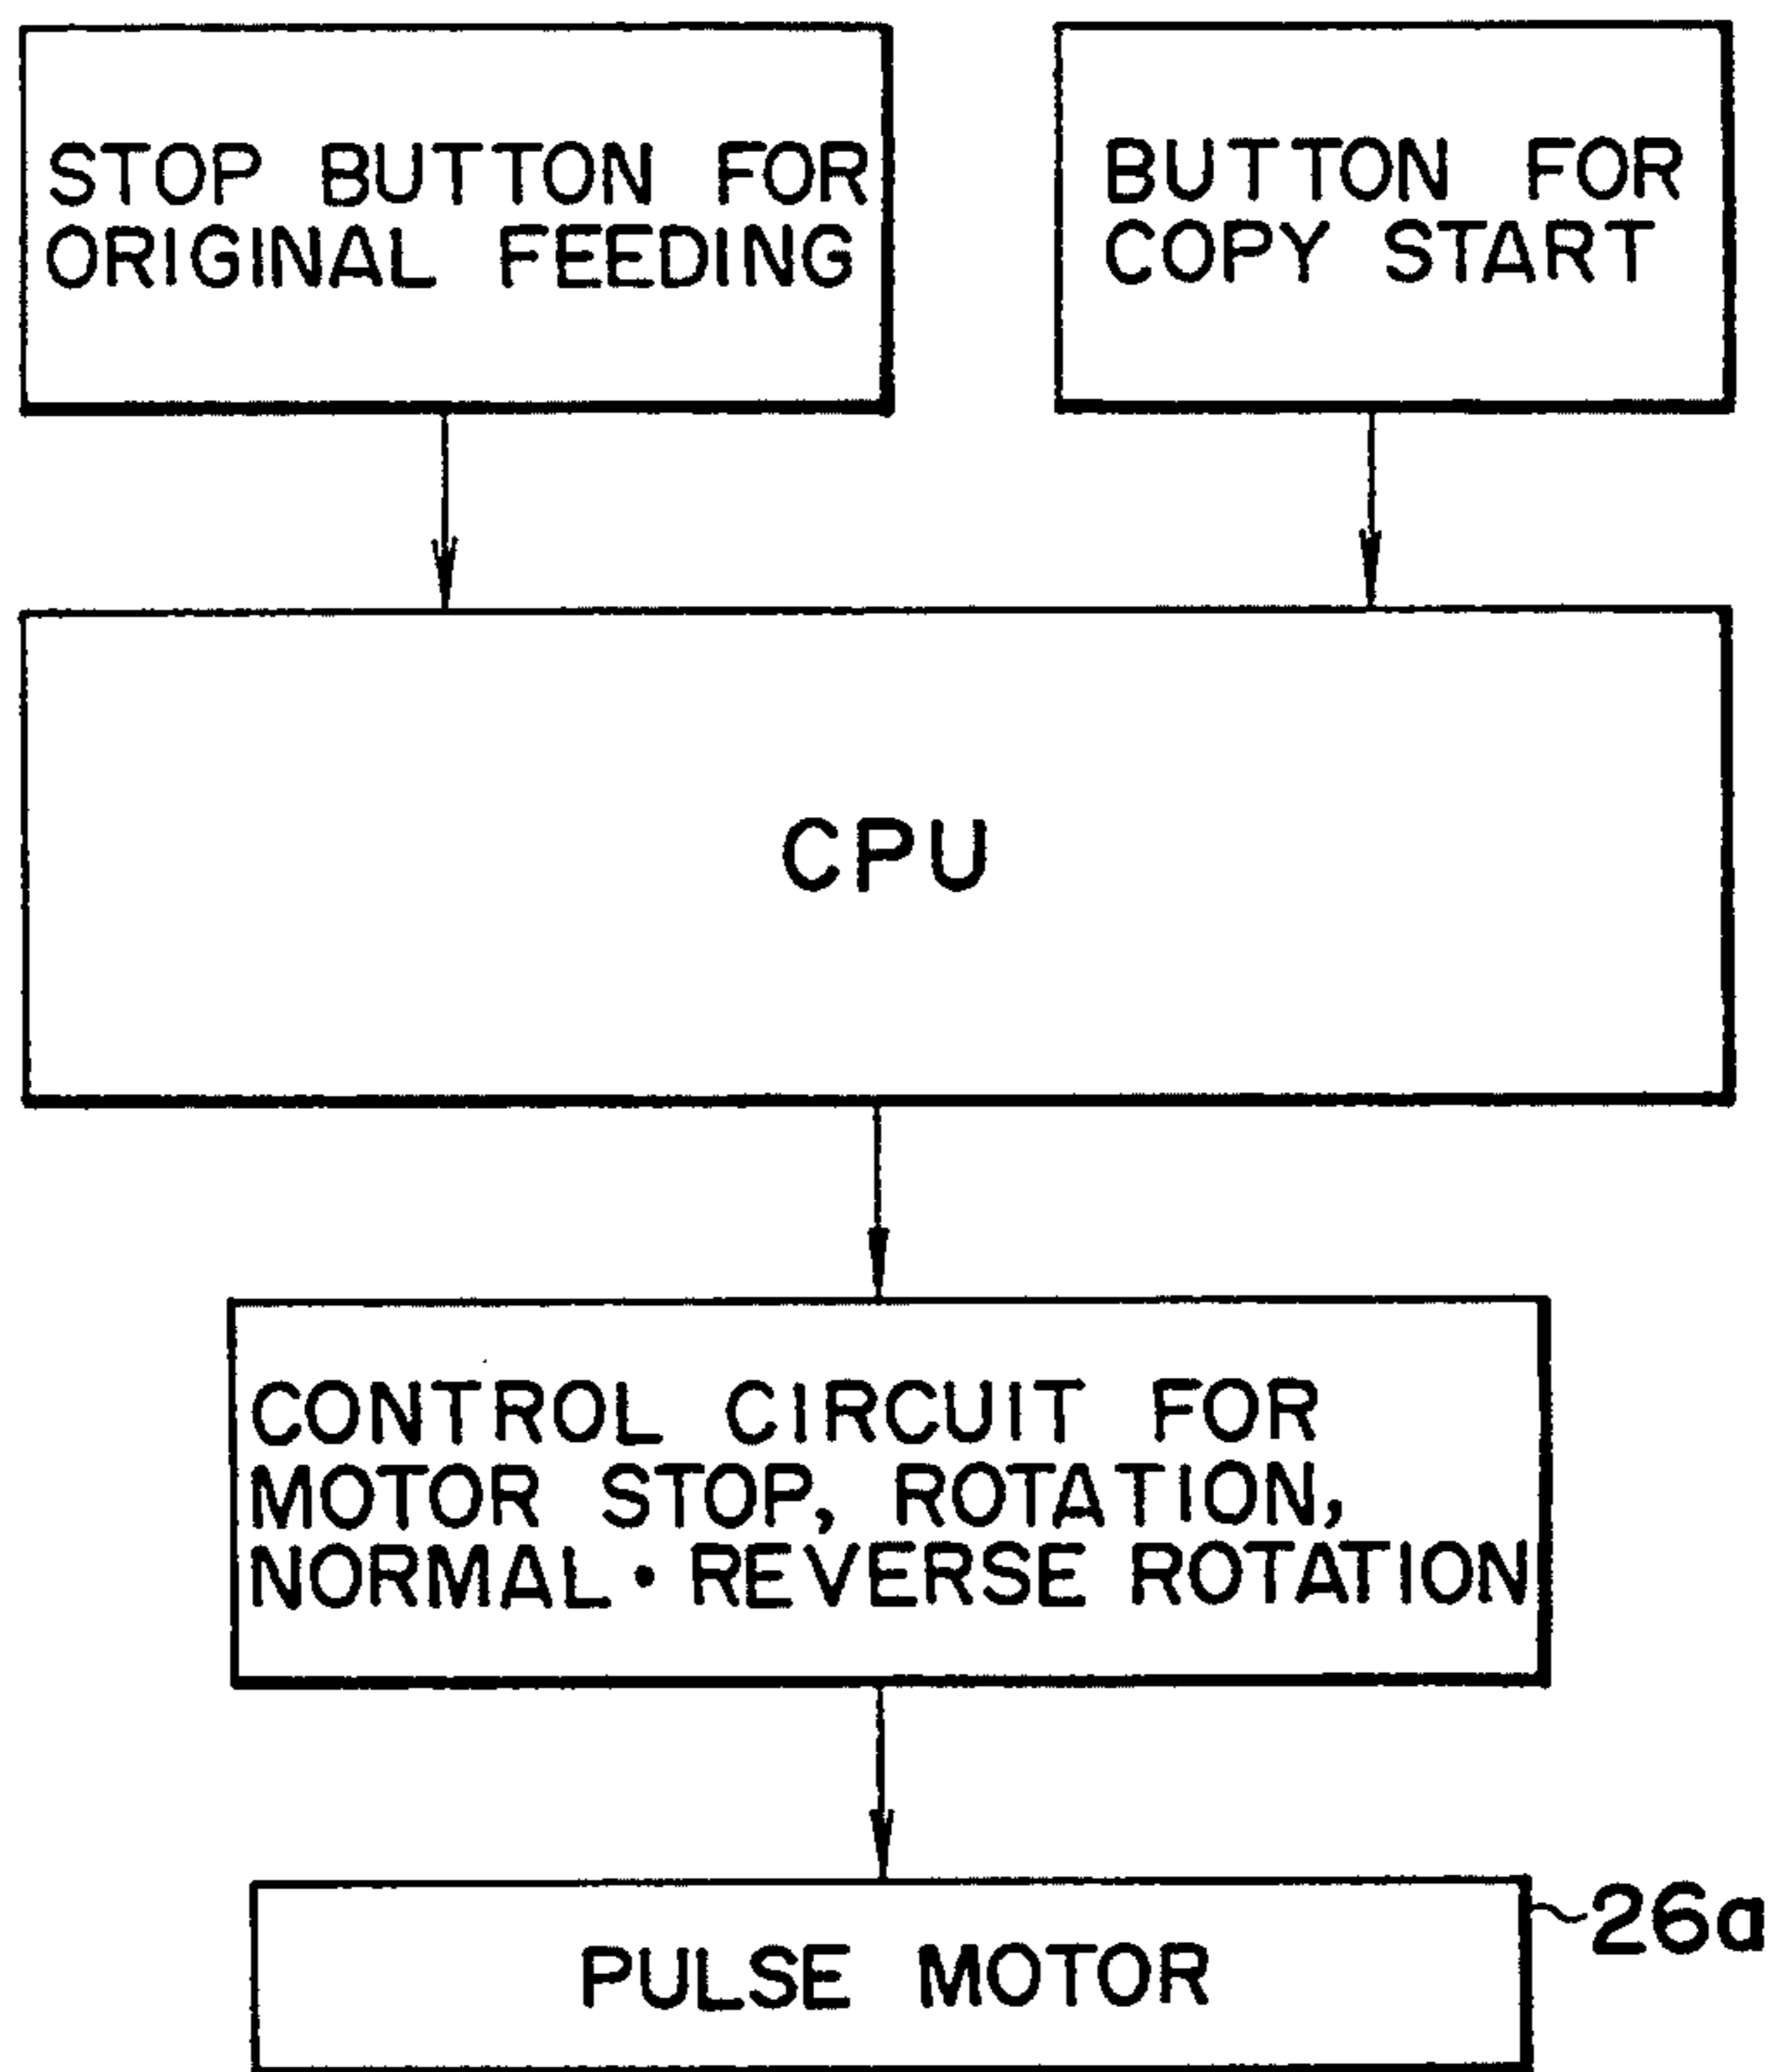 STOP BUTTON FOR
ORIGINAL FEEDING
BUTTON FOR
COPY START
CPU
CONTROL CIRCUIT FOR
MOTOR STOP, ROTATION,
NORMAL・REVERSE ROTATION
PULSE MOTOR
26a